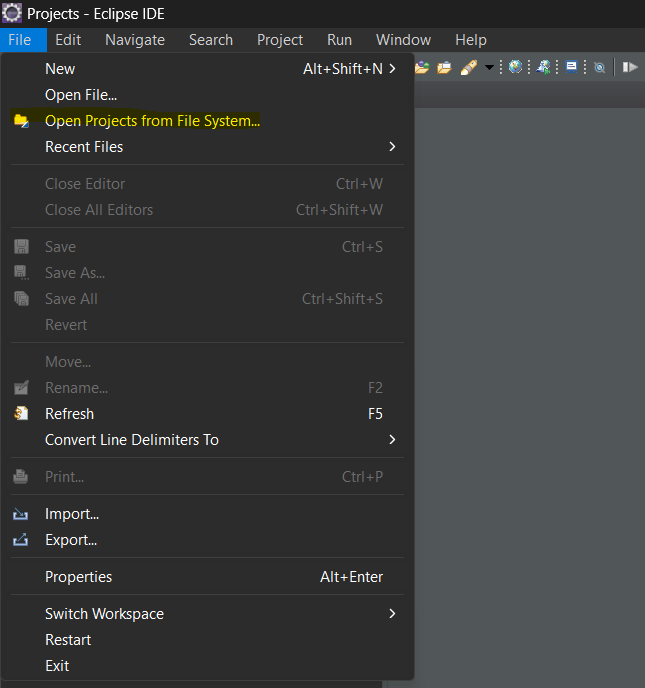 Projects - Eclipse IDE
File Edit Navigate Search Project Run Window Help
New Alt+Shift+N
Open File...
Open Projects from File System...
Recent Files
Close Editor Ctrl+W
Close All Editors Ctrl+Shift+W
Save Ctrl+S
Save As...
Save All Ctrl+Shift+S
Revert
Move...
Rename... F2
Refresh F5
Convert Line Delimiters To
Print... Ctrl+P
Import...
Export...
Properties Alt+Enter
Switch Workspace
Restart
Exit